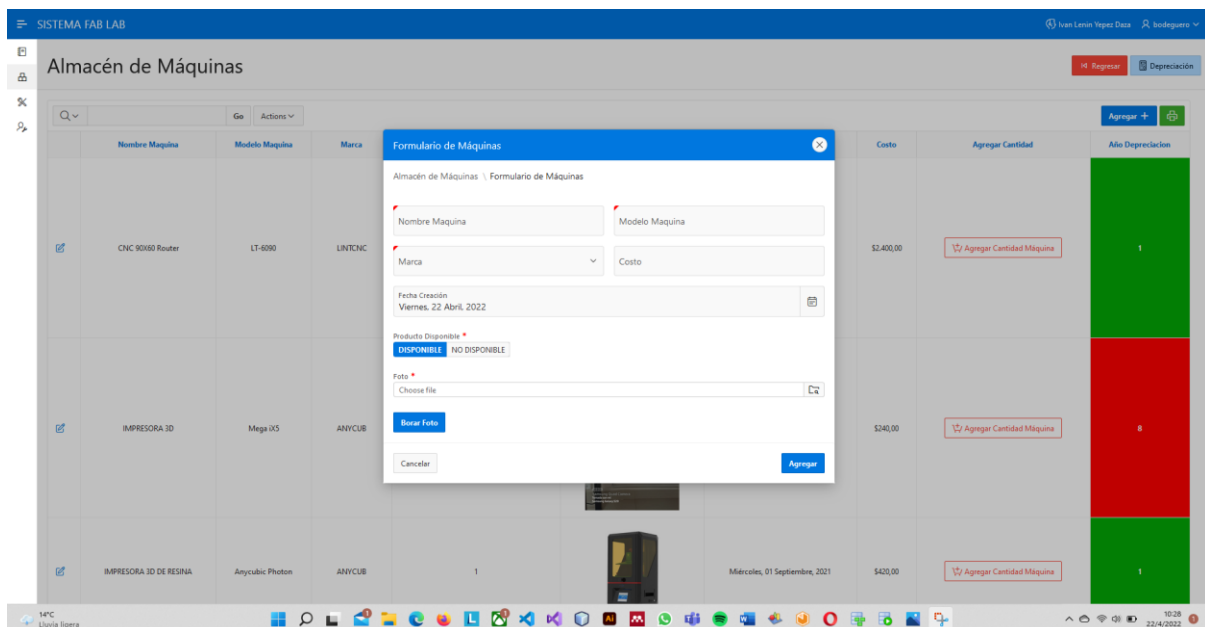 SISTEMA FAB LAB
Ivan Lenin Yepez Daza bodeguero
Almacén de Máquinas
Regresar Depreciación
Go Actions Agregar +
Nombre Maquina Modelo Maquina Marca Costo Agregar Cantidad Año Depreciacion
Formulario de Máquinas
Almacén de Máquinas \ Formulario de Máquinas
Nombre Maquina Modelo Maquina
Marca Costo
Fecha Creación
Viernes, 22 Abril, 2022
Producto Disponible *
DISPONIBLE NO DISPONIBLE
Foto *
Choose file
Borar Foto
Cancelar Agregar
CNC 90X60 Router LT-6090 LINTCNC $2.400,00 Agregar Cantidad Máquina 1
IMPRESORA 3D Mega iX5 ANYCUB $240,00 Agregar Cantidad Máquina 8
IMPRESORA 3D DE RESINA Anycubic Photon ANYCUB 1 Miércoles, 01 Septiembre, 2021 $420,00 Agregar Cantidad Máquina 1
14°C
Lluvia ligera
10:28
22/4/2022